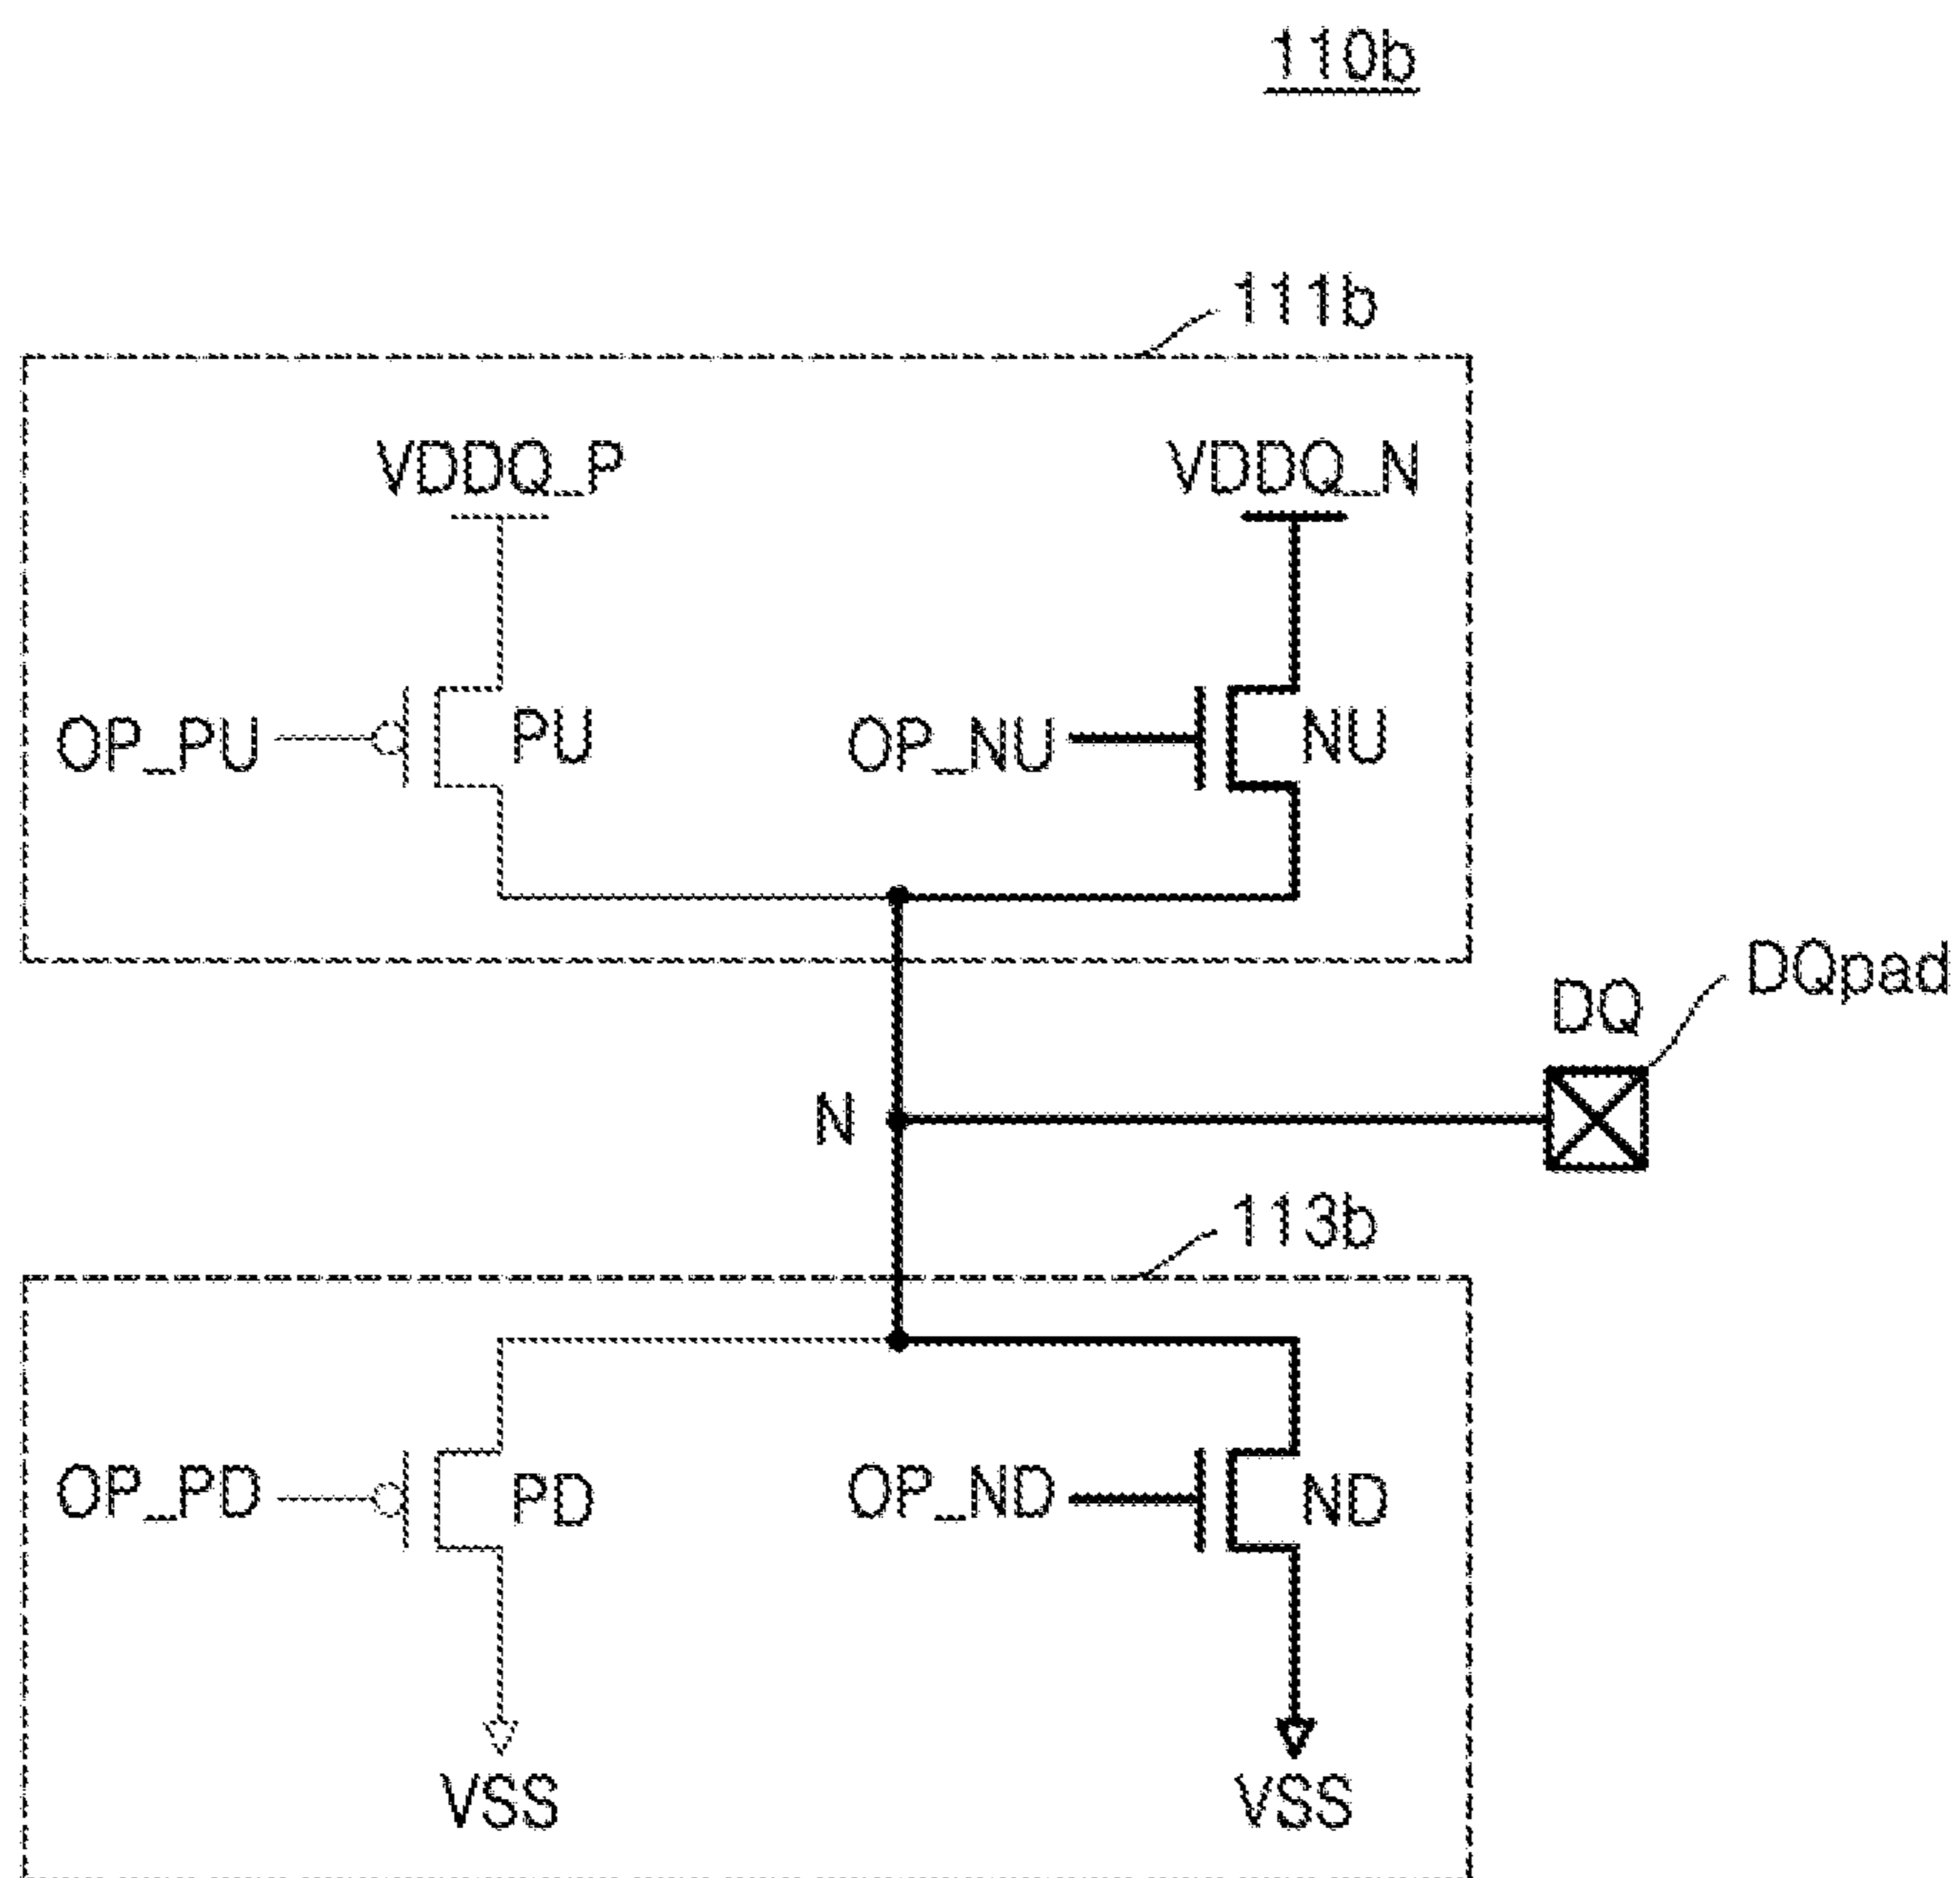 110b
111b
VDDQ_P
VDDQ_N
OP_PU
PU
OP_NU
NU
DQpad
DQ
N
113b
OP_PD
PD
OP_ND
ND
VSS
VSS